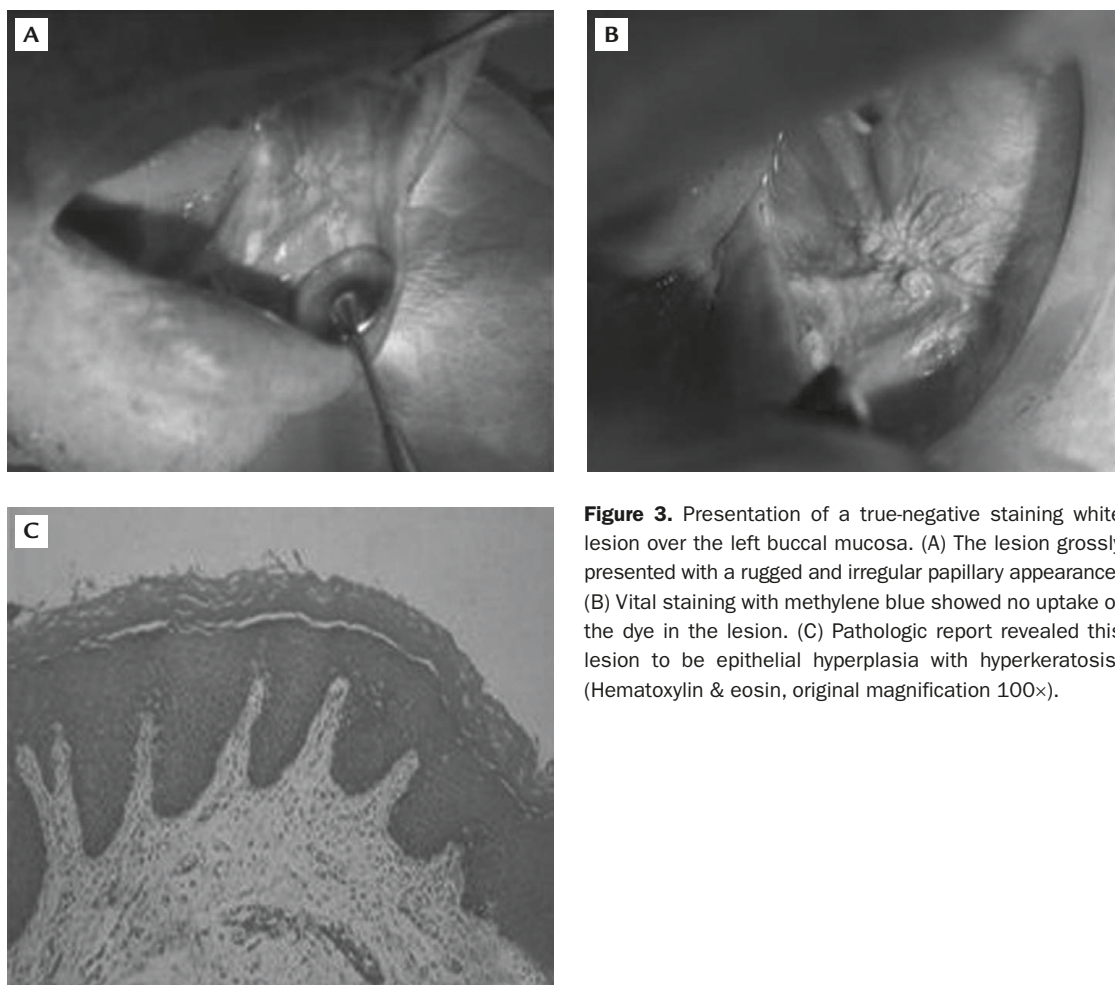 A
B
C
Figure 3. Presentation of a true-negative staining white
lesion over the left buccal mucosa. (A) The lesion grossly
presented with a rugged and irregular papillary appearance
(B) Vital staining with methylene blue showed no uptake o
the dye in the lesion. (C) Pathologic report revealed this
lesion to be epithelial hyperplasia with hyperkeratosis
(Hematoxylin & eosin, original magnification 100×).